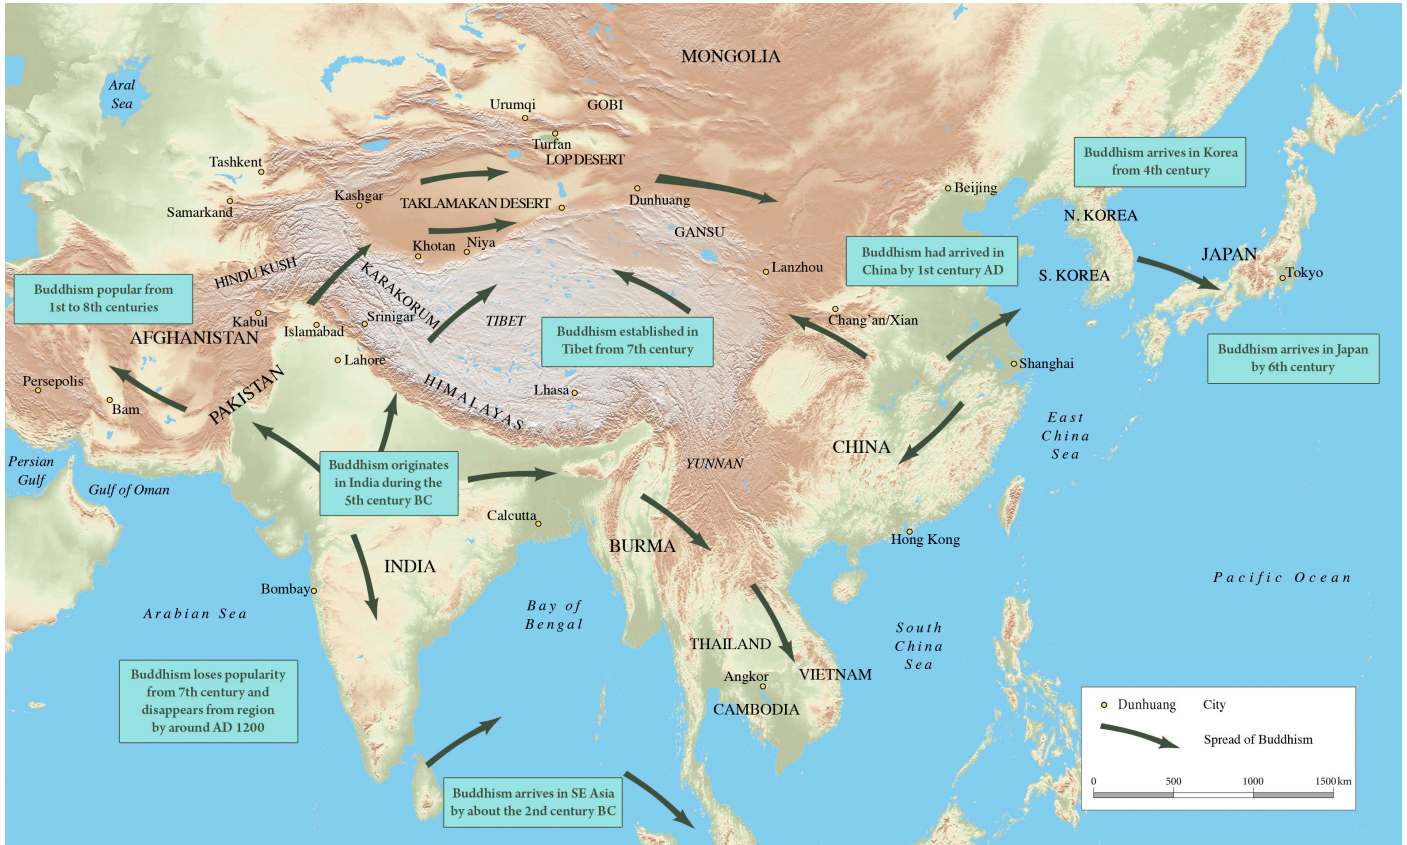 MONGOLIA
Aral
Sea
Urumqi
GOBI
Turfan
LOP DESERT
Tashkent
Samarkand
Kashgar
TAKLAMAKAN DESERT
Dunhuang
Beijing
Buddhism arrives in Korea
from 4th century
N. KOREA
GANSU
Khotan
Niya
HINDU KUSH
KARAKORUM
Lanzhou
Buddhism had arrived in
China by 1st century AD
S. KOREA
JAPAN
Tokyo
Buddhism popular from
1st to 8th centuries
Kabul
AFGHANISTAN
Islamabad
Srinigar
TIBET
Buddhism established in
Tibet from 7th century
Chang’an/Xian
Buddhism arrives in Japan
by 6th century
Lahore
Shanghai
Persepolis
Bam
PAKISTAN
HIMALAYAS
Lhasa
East
China
Sea
CHINA
YUNNAN
Persian
Gulf
Gulf of Oman
Buddhism originates
in India during the
5th century BC
Calcutta
BURMA
Hong Kong
INDIA
Bombay
Arabian Sea
Bay of
Bengal
Pacific Ocean
South
China
Sea
THAILAND
VIETNAM
Angkor
CAMBODIA
Buddhism loses popularity
from 7th century and
disappears from region
by around AD 1200
Buddhism arrives in SE Asia
by about the 2nd century BC
Dunhuang City
Spread of Buddhism
0 500 1000 1500 km